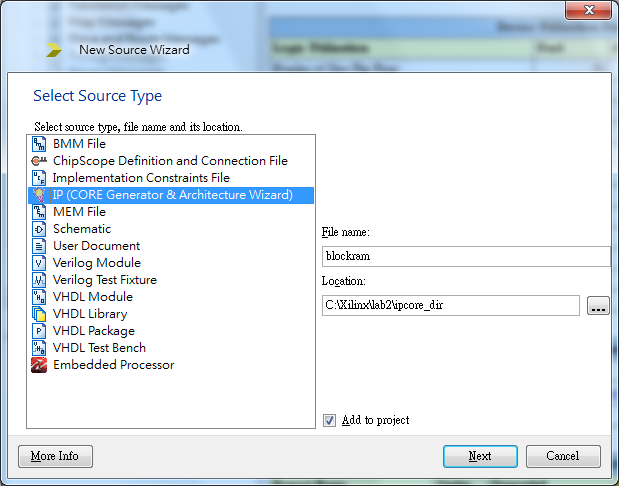 New Source Wizard
Select Source Type
Select source type, file name and its location.
BMM File
ChipScope Definition and Connection File
Implementation Constraints File
IP (CORE Generator & Architecture Wizard)
MEM File
Schematic
User Document
Verilog Module
Verilog Test Fixture
VHDL Module
VHDL Library
VHDL Package
VHDL Test Bench
Embedded Processor
File name:
blockram
Location:
C:\Xilinx\lab2\ipcore_dir
...
Add to project
More Info
Next
Cancel